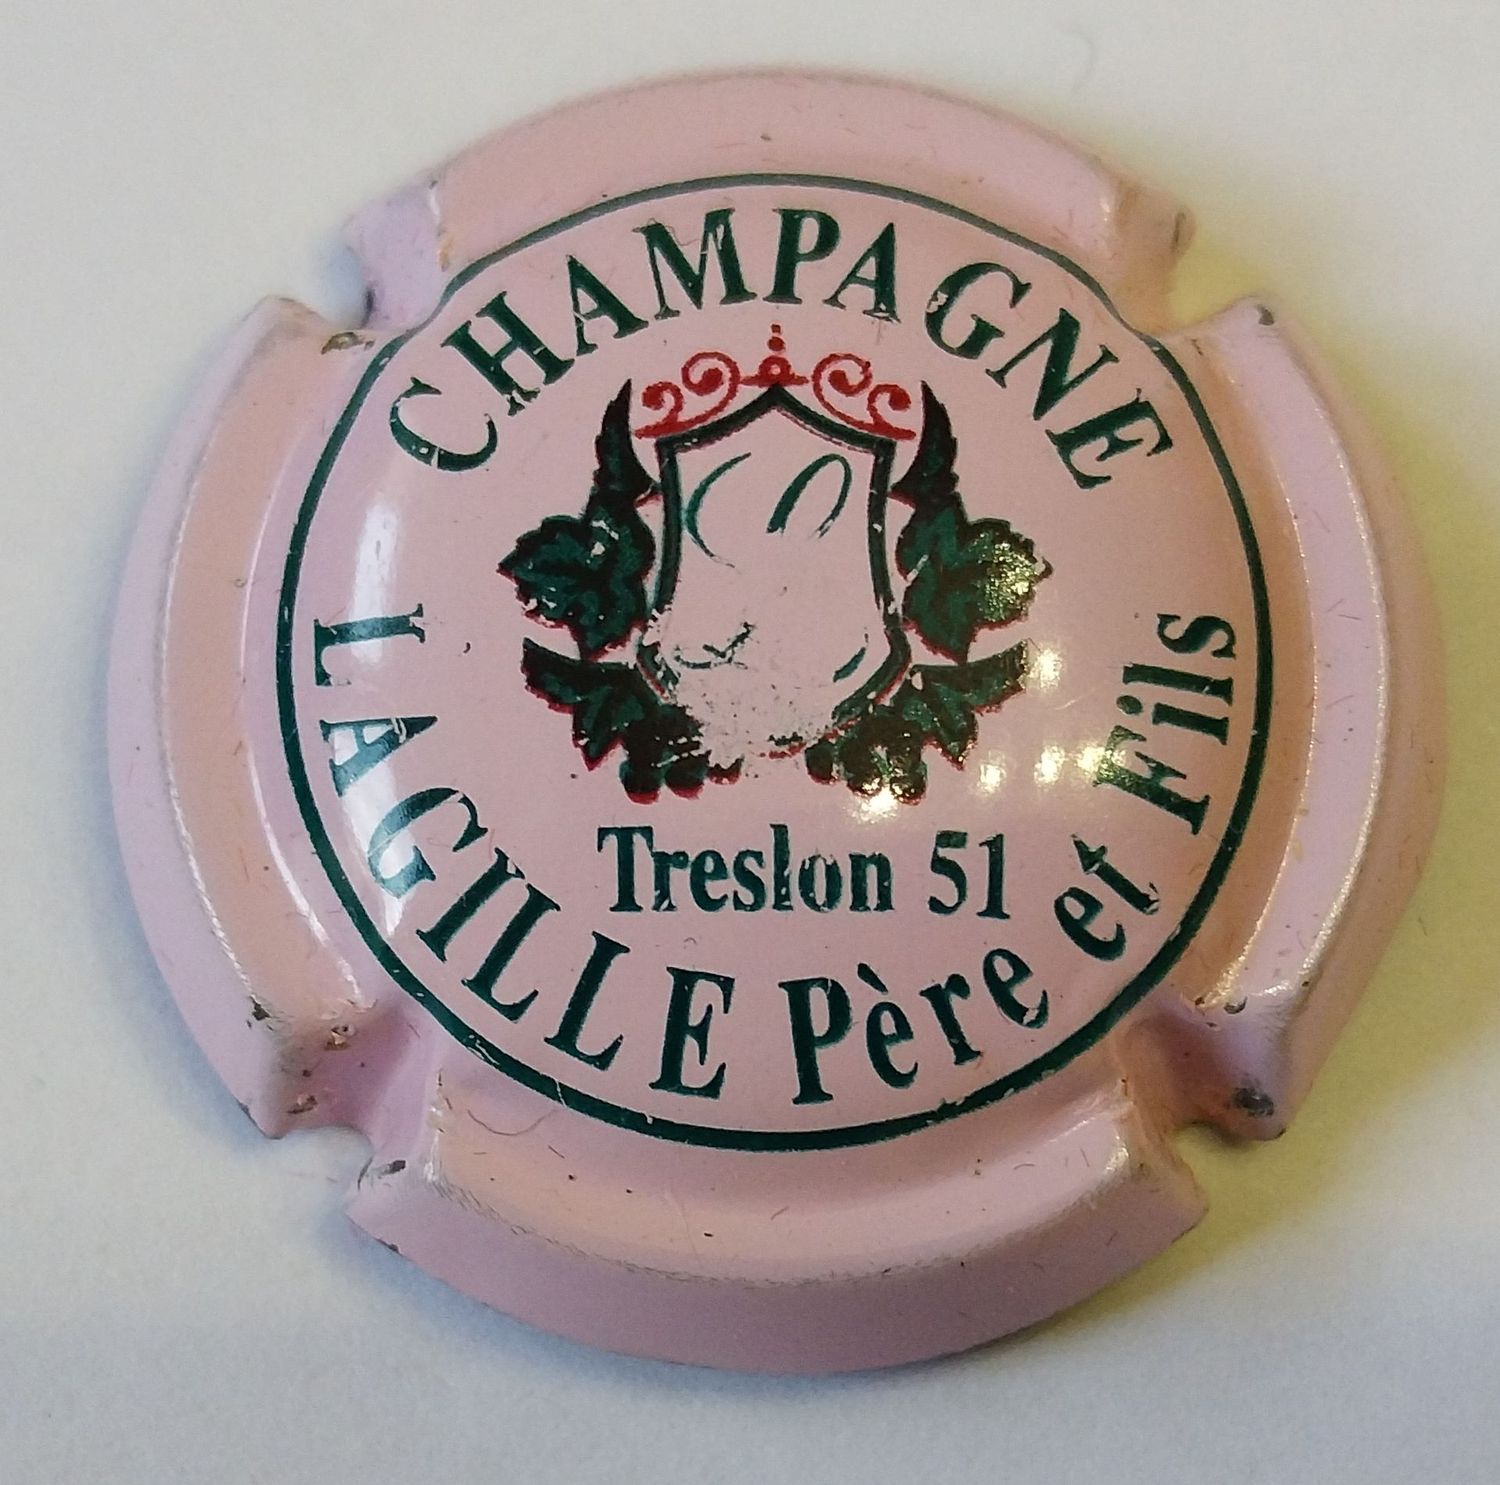 CHAMPAGNE
Treslon 51
LAGILLE Père et Fils